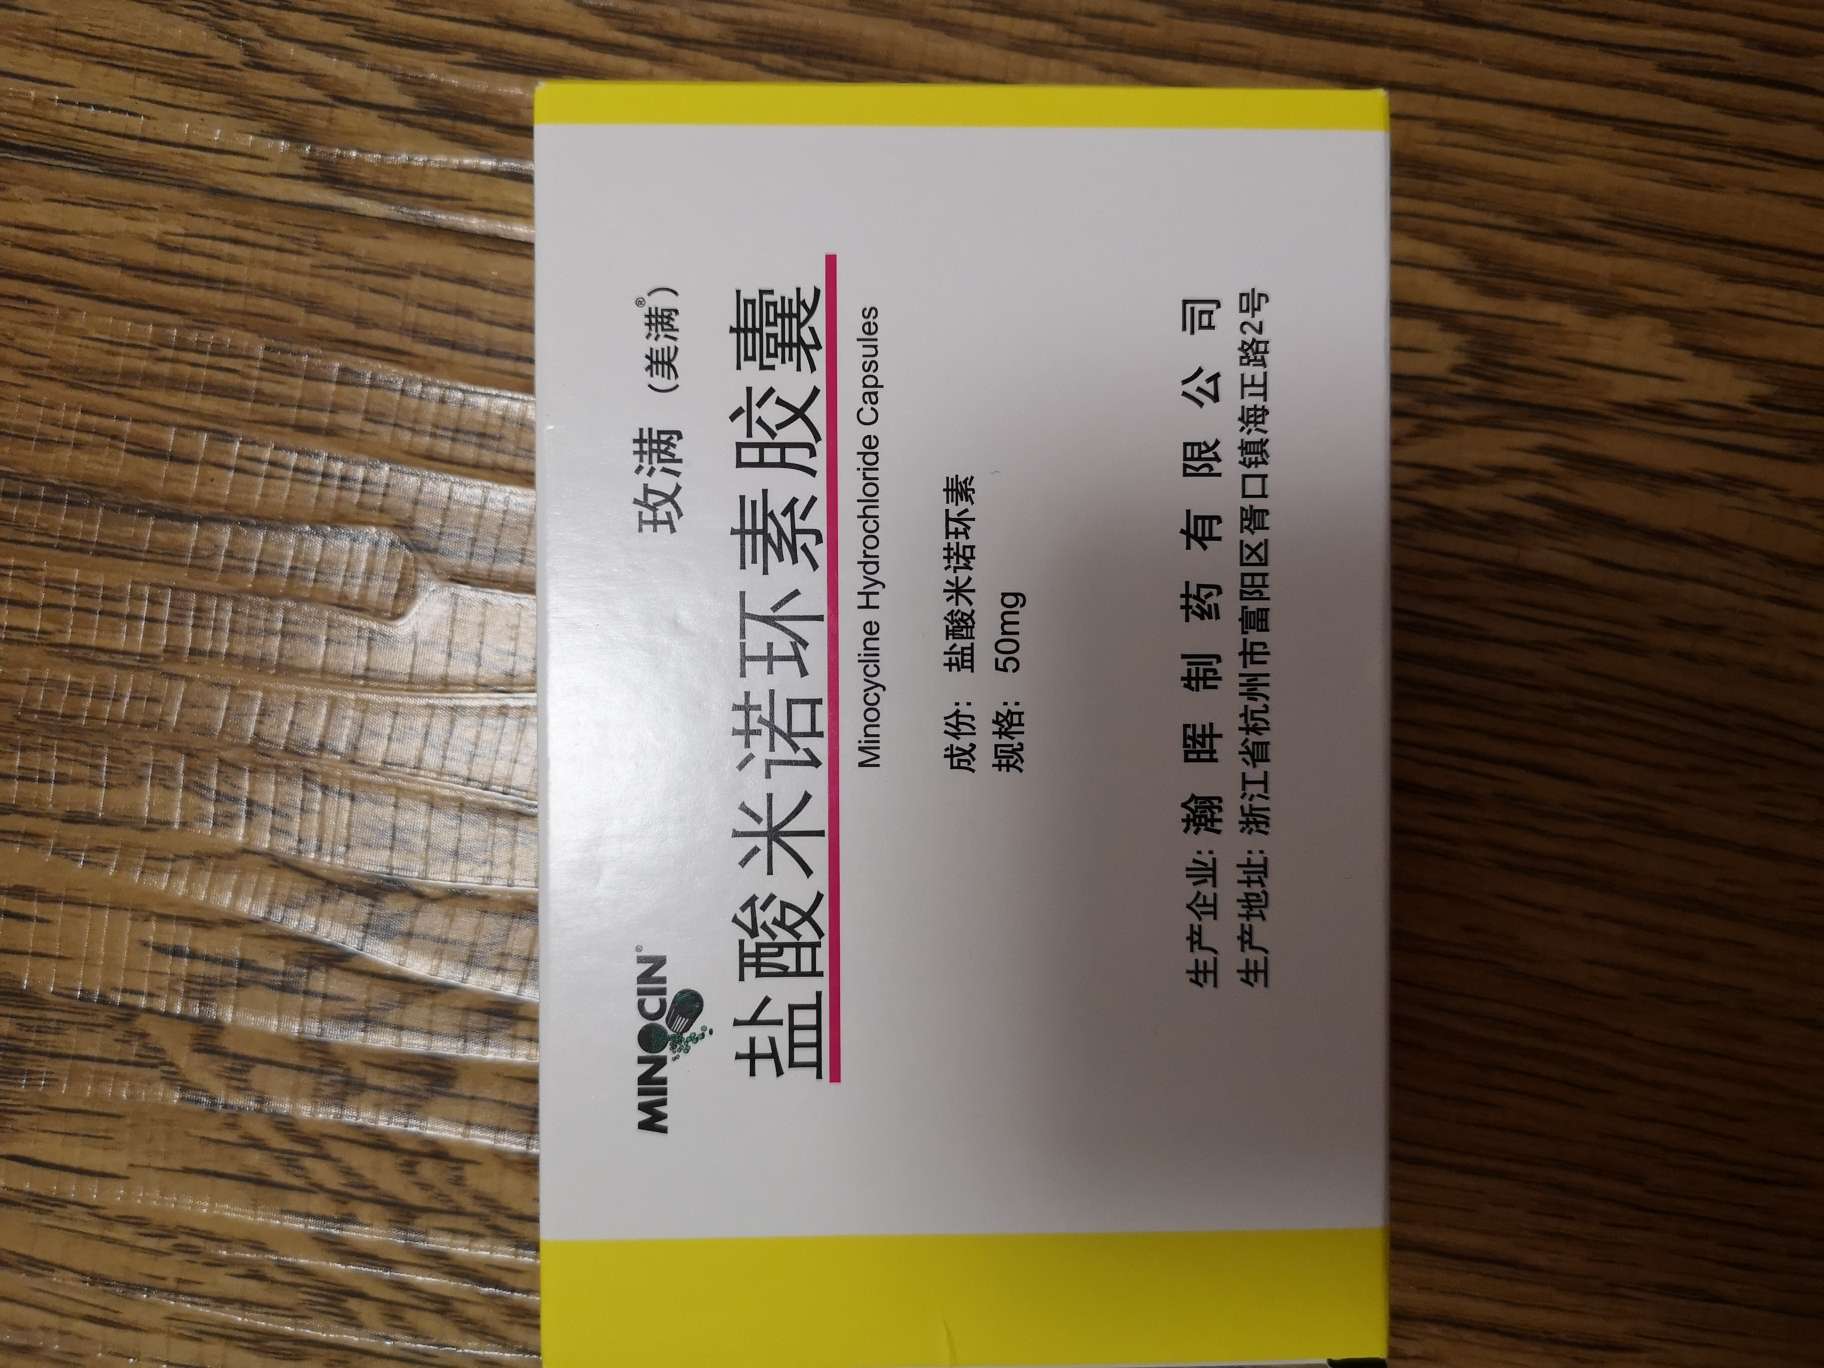 MINOCIN®
玫满（美满®）
盐酸米诺环素胶囊
Minocycline Hydrochloride Capsules
成份：盐酸米诺环素
规格：50mg
生产企业：瀚晖制药有限公司
生产地址：浙江省杭州市富阳区胥口镇海正路2号